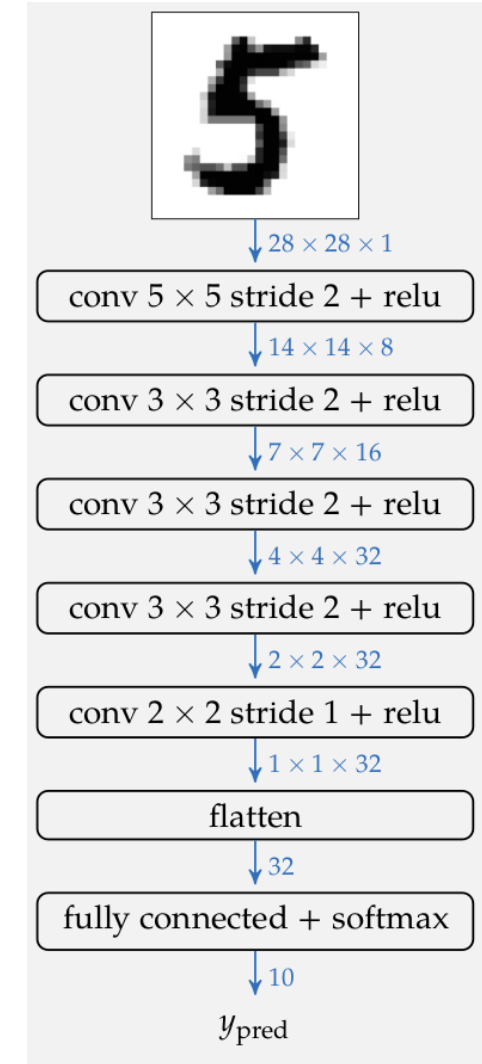 5
28 × 28 × 1
conv 5 × 5 stride 2 + relu
14 × 14 × 8
conv 3 × 3 stride 2 + relu
7 × 7 × 16
conv 3 × 3 stride 2 + relu
4 × 4 × 32
conv 3 × 3 stride 2 + relu
2 × 2 × 32
conv 2 × 2 stride 1 + relu
1 × 1 × 32
flatten
32
fully connected + softmax
10
y_pred